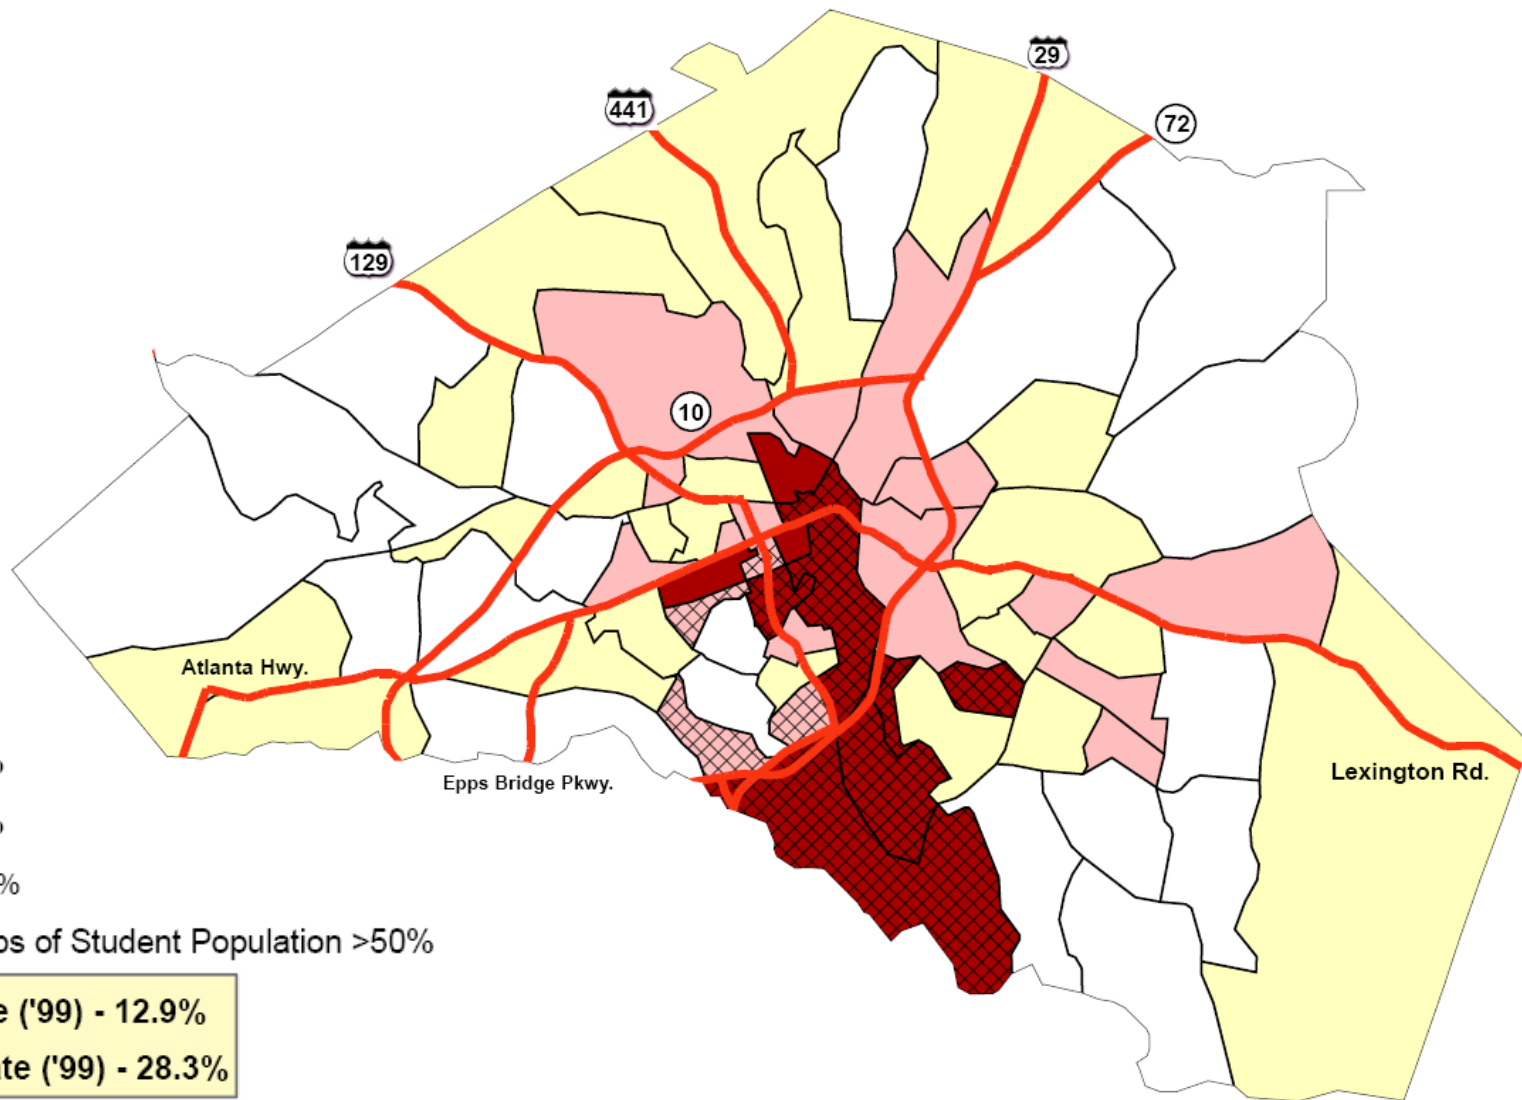 29
441
72
129
10
Atlanta Hwy.
Epps Bridge Pkwy.
Lexington Rd.
%
of Student Population >50%
('99) - 12.9%
('99) - 28.3%